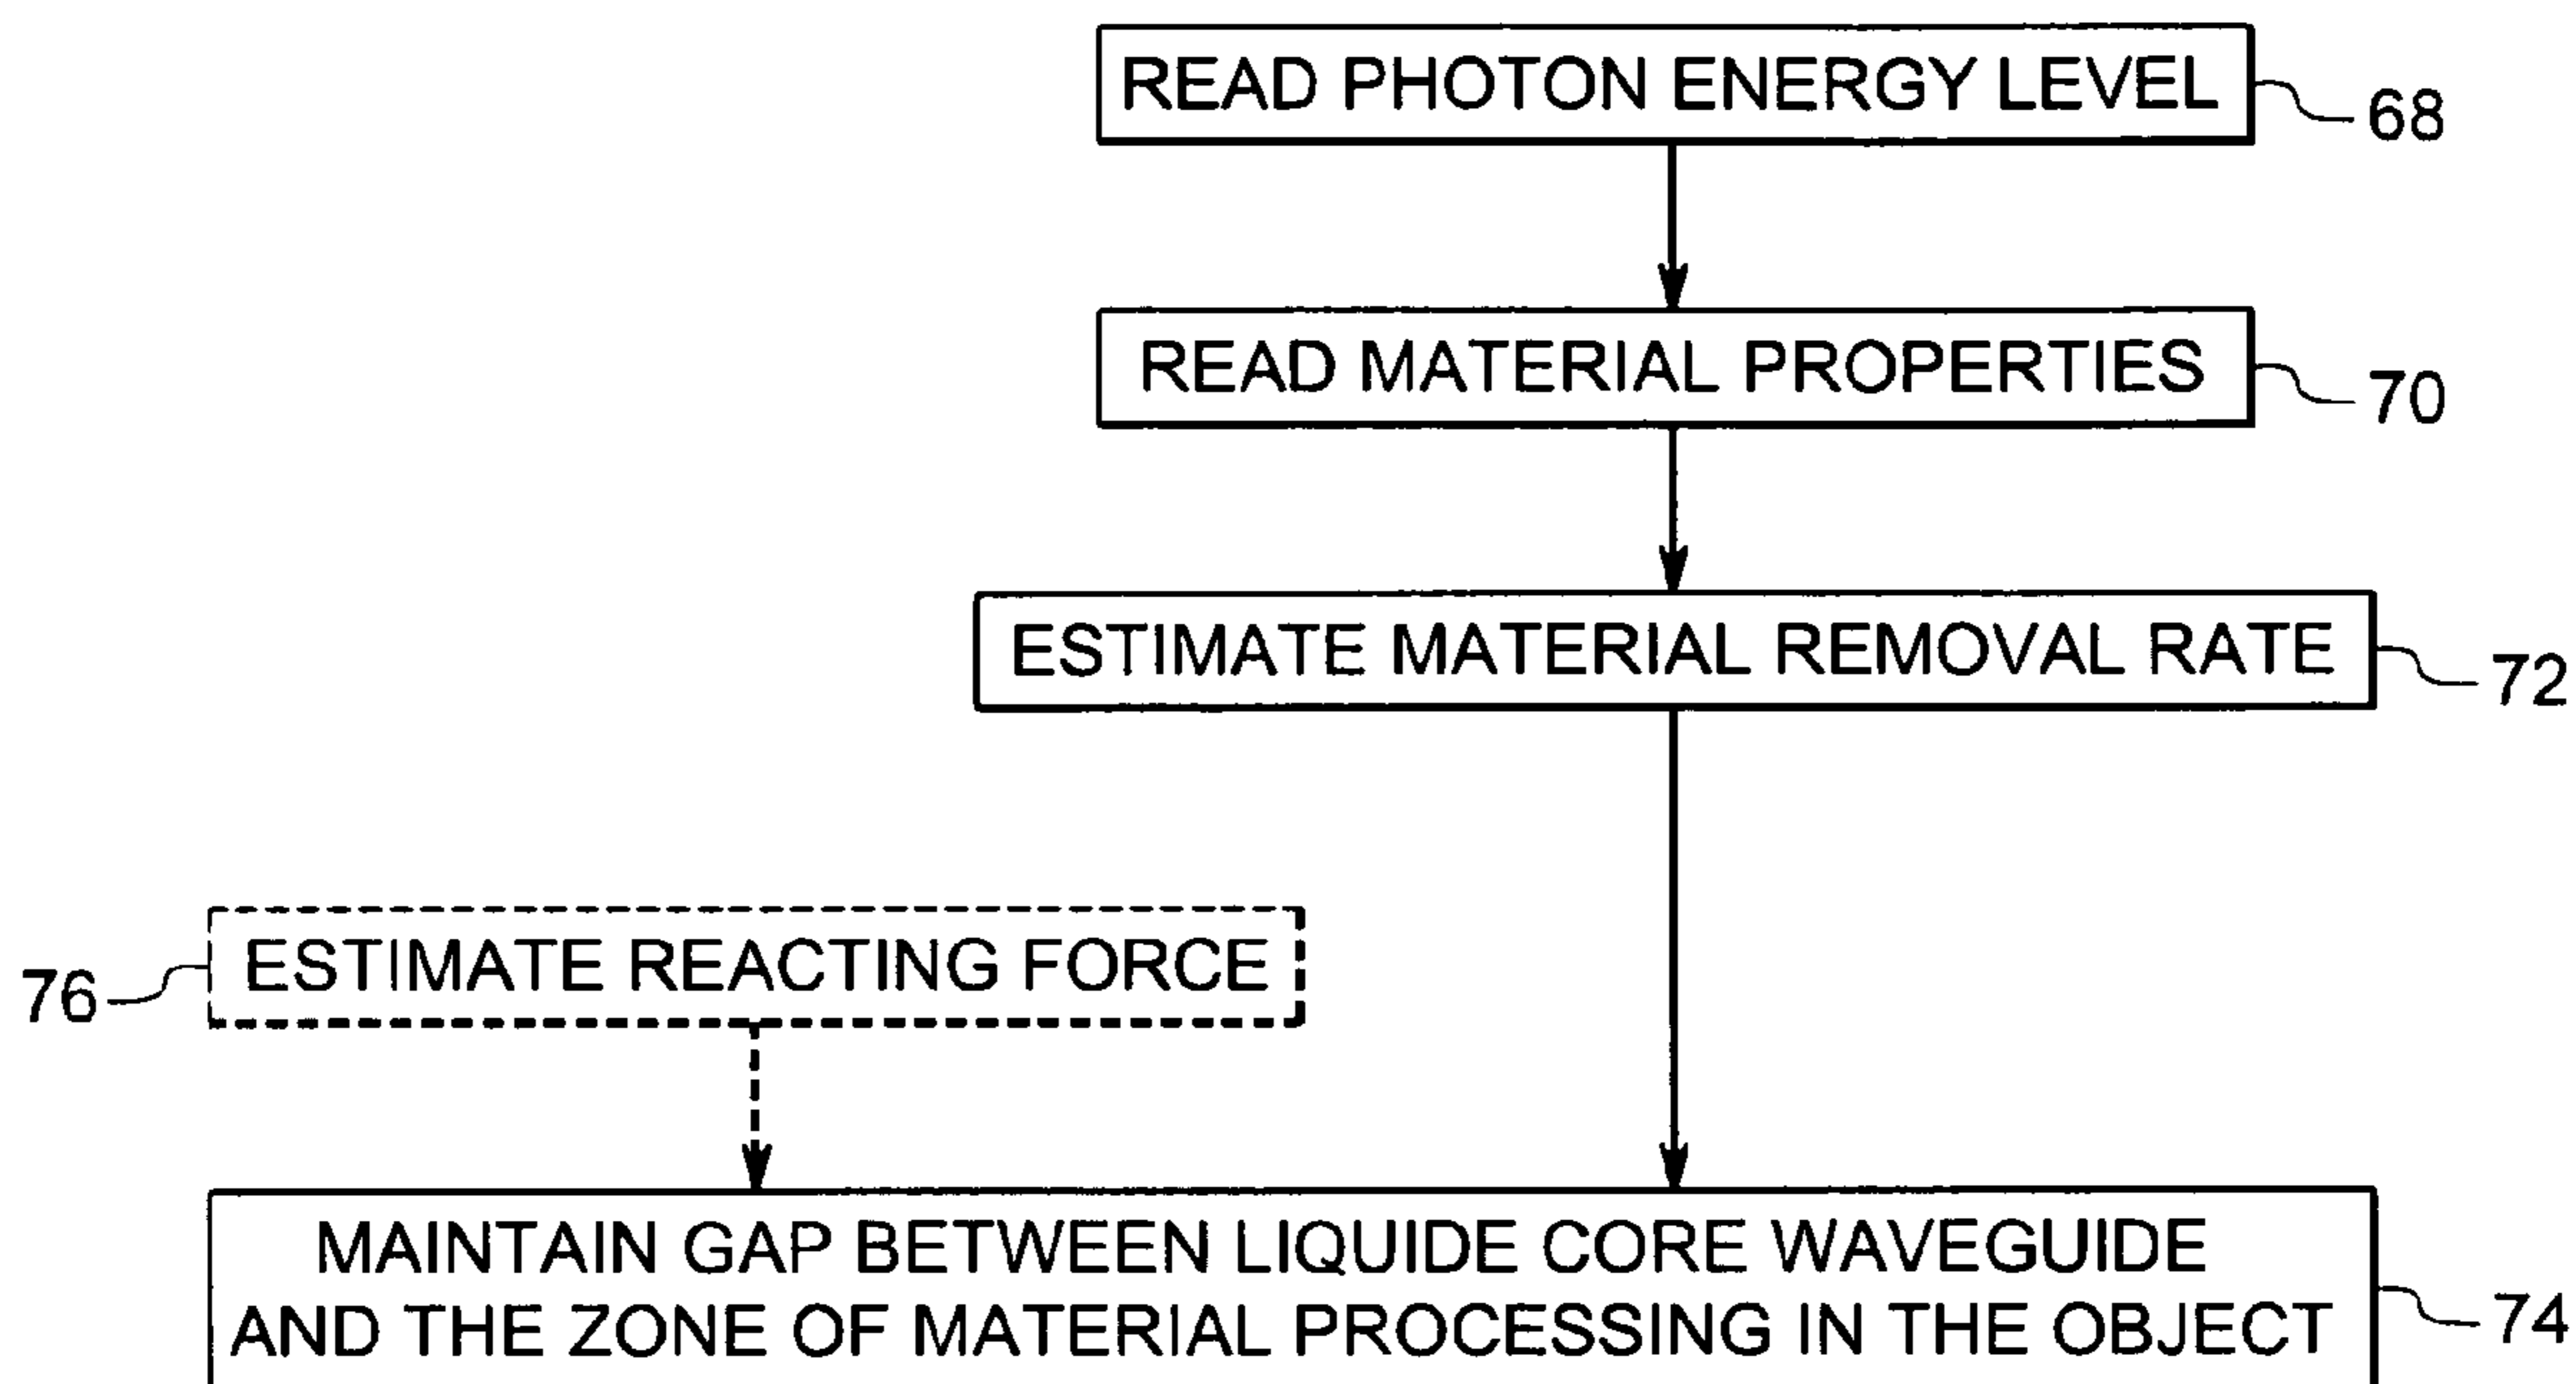 READ PHOTON ENERGY LEVEL
68
READ MATERIAL PROPERTIES
70
ESTIMATE MATERIAL REMOVAL RATE
72
ESTIMATE REACTING FORCE
76
MAINTAIN GAP BETWEEN LIQUIDE CORE WAVEGUIDE
AND THE ZONE OF MATERIAL PROCESSING IN THE OBJECT
74